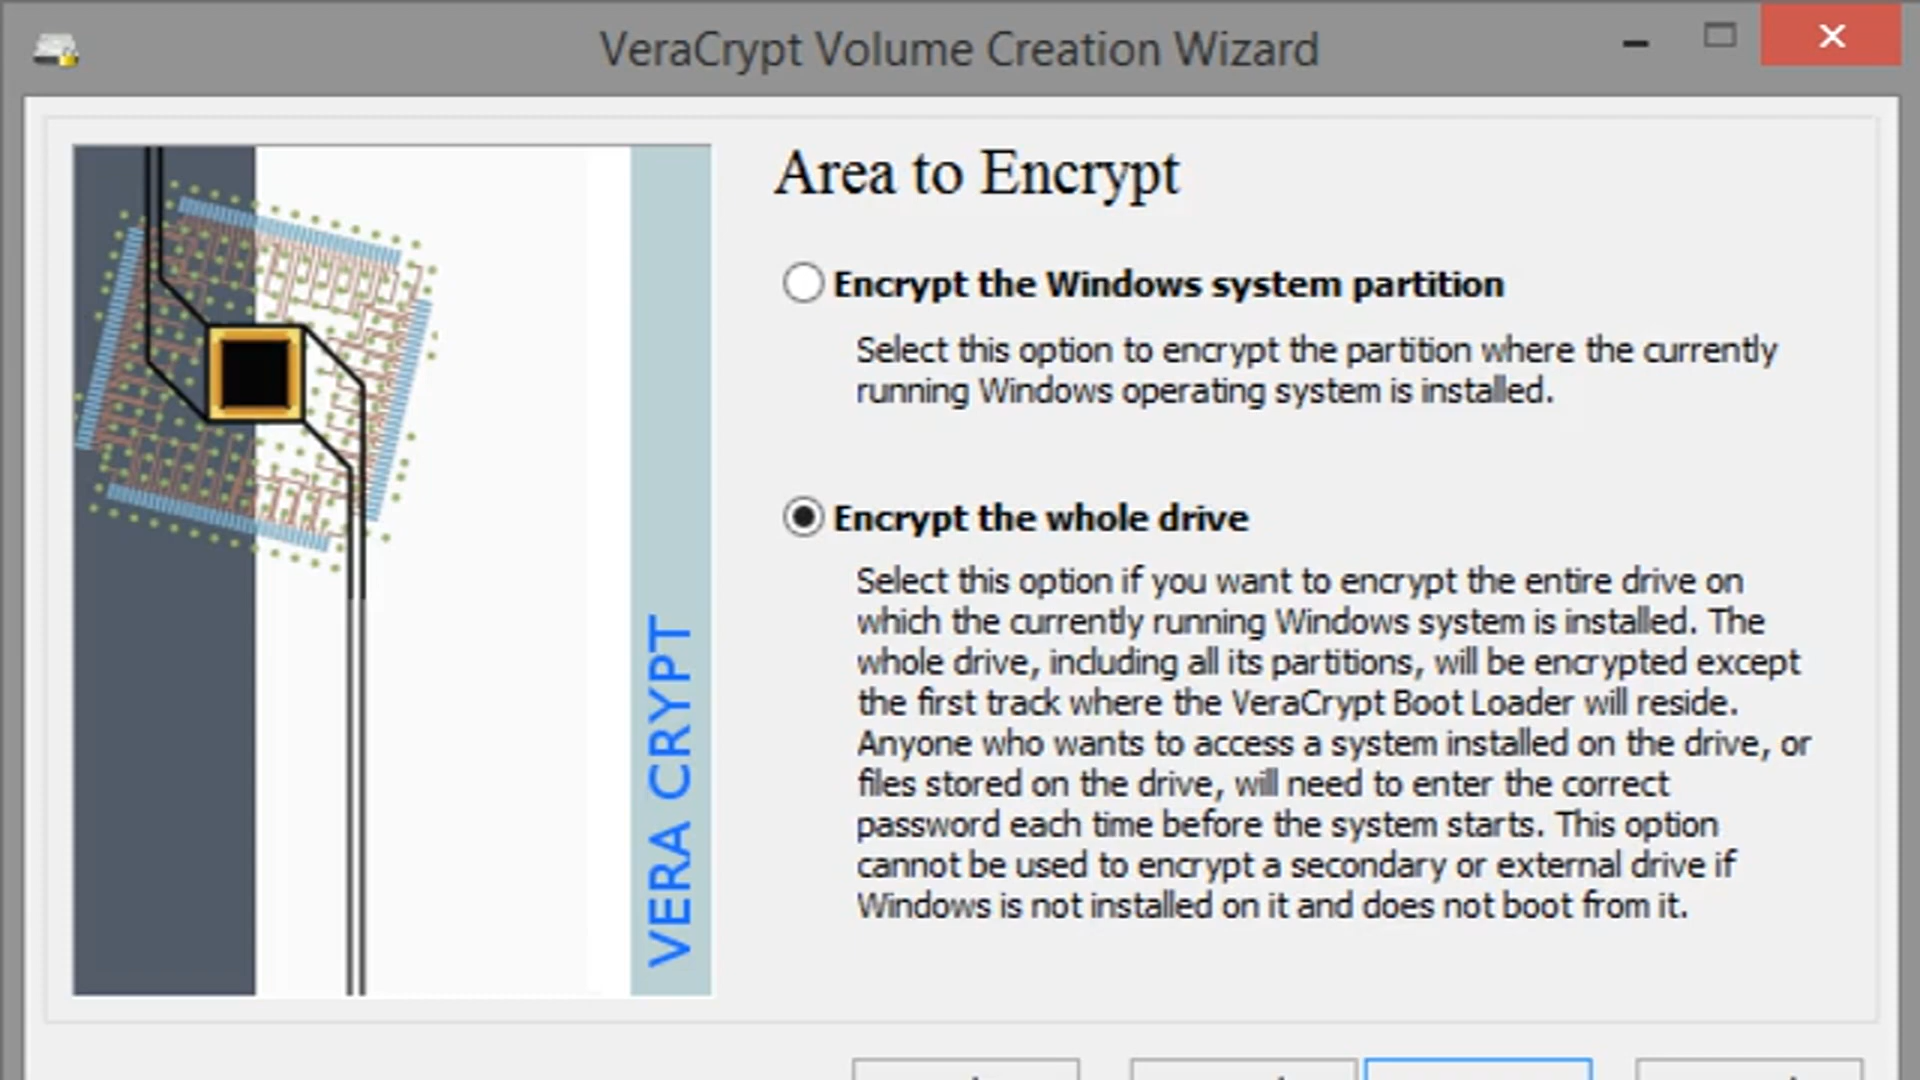 VeraCrypt Volume Creation Wizard
Area to Encrypt
Encrypt the Windows system partition
Select this option to encrypt the partition where the currently
running Windows operating system is installed.
Encrypt the whole drive
Select this option if you want to encrypt the entire drive on
which the currently running Windows system is installed. The
whole drive, including all its partitions, will be encrypted except
the first track where the VeraCrypt Boot Loader will reside.
Anyone who wants to access a system installed on the drive, or
files stored on the drive, will need to enter the correct
password each time before the system starts. This option
cannot be used to encrypt a secondary or external drive if
Windows is not installed on it and does not boot from it.
VERA CRYPT